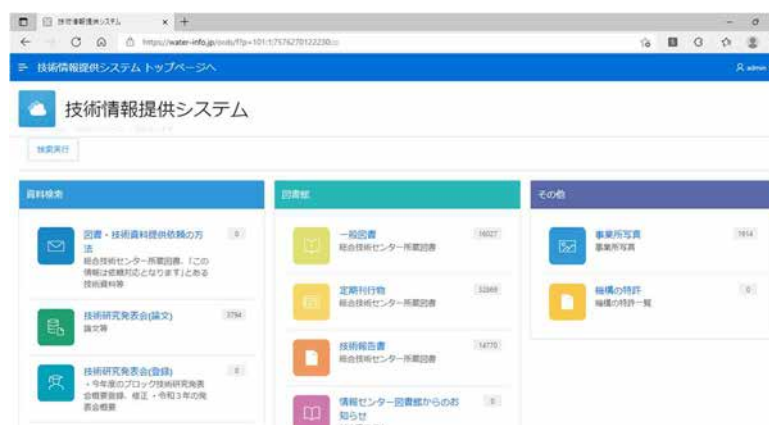 技術情報提供システム
https://water-info.jp/ords/f?p=101:1:7576270122230:::
技術情報提供システム トップページへ
admin
技術情報提供システム
検索実行
資料検索
図書・技術資料提供依頼の方
法
0
総合技術センター所蔵図書、「この
情報は依頼対応となります」とある
技術資料等
技術研究発表会(論文)
3794
論文等
技術研究発表会(登録)
0
・今年度のブロック技術研究発表
会概要登録、修正 ・令和3年の発
表会概要
図書館
一般図書
16027
総合技術センター所蔵図書
定期刊行物
総合技術センター所蔵図書
技術報告書
14770
総合技術センター所蔵図書
情報センター図書館からのお
知らせ
0
その他
事業所写真
1914
事業所写真
機構の特許
0
機構の特許一覧